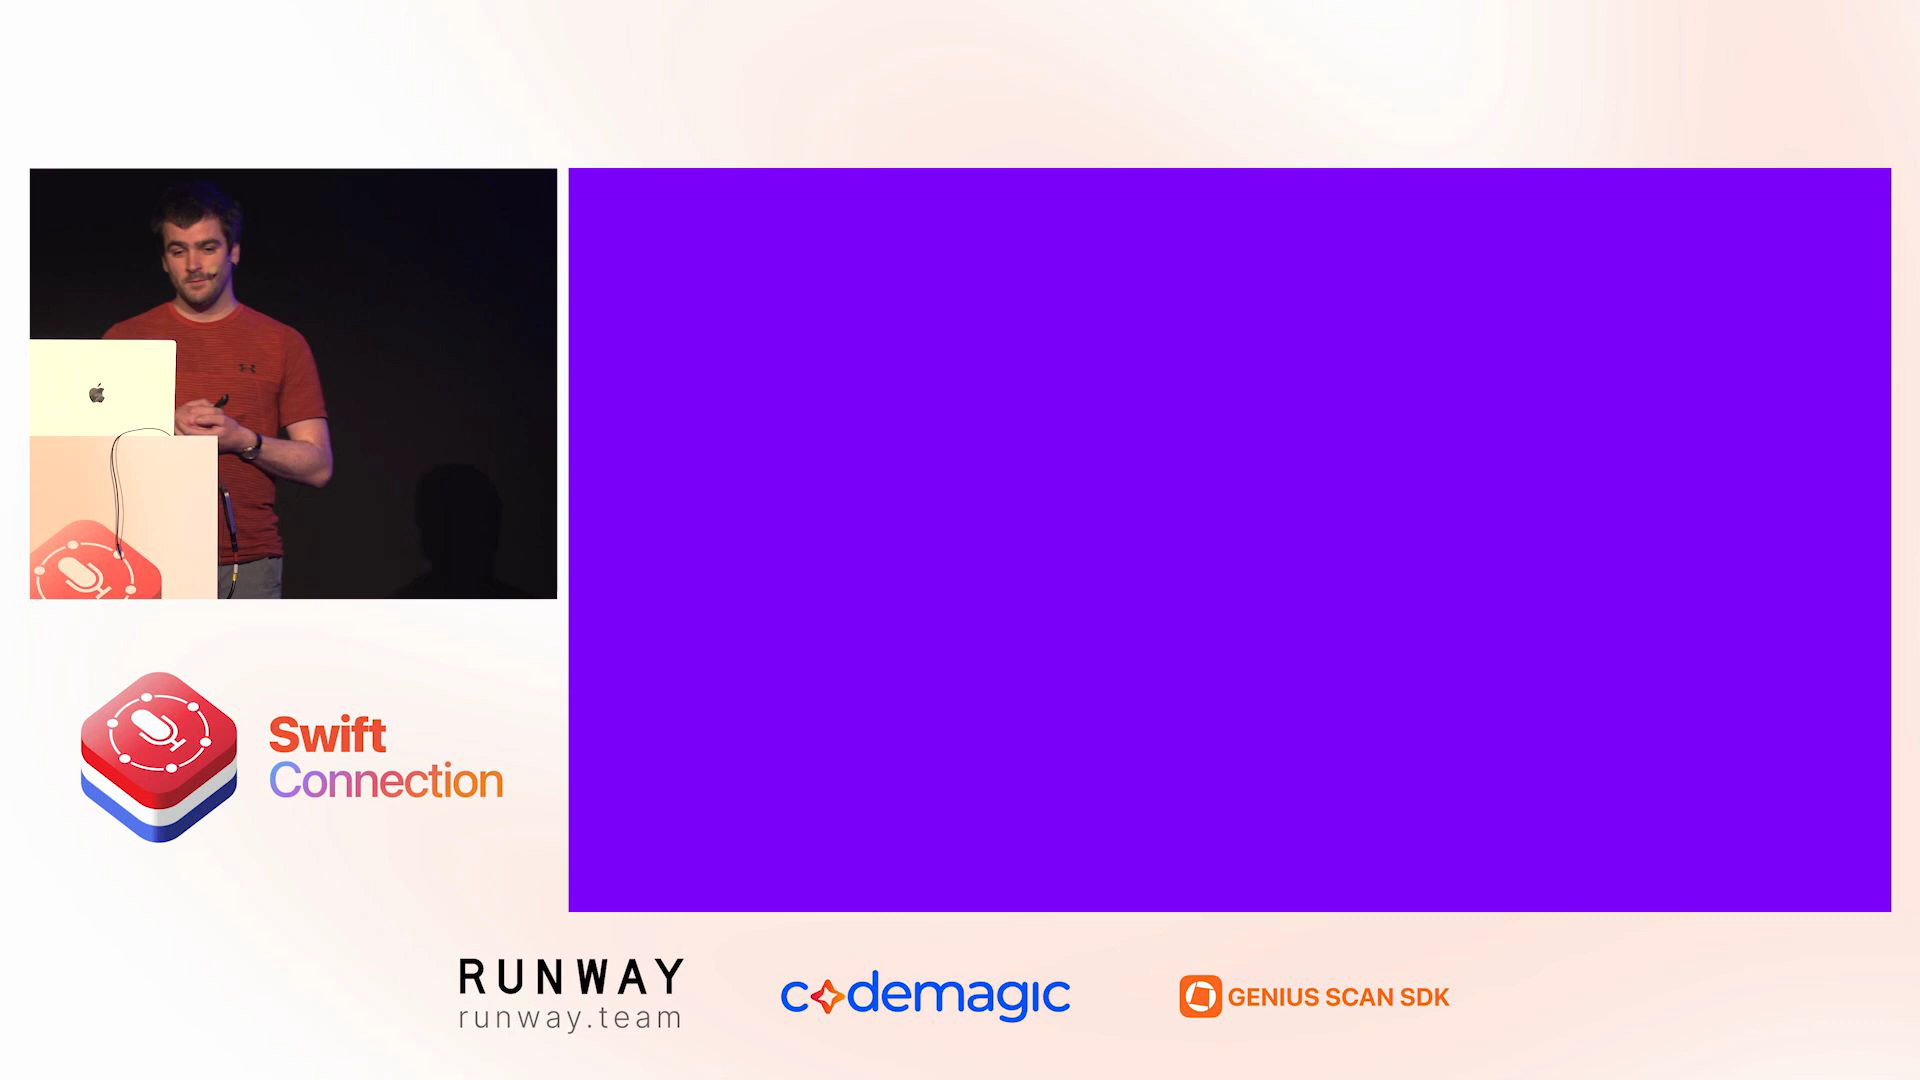 Swift
Connection
RUNWAY
runway.team
codemagic
GENIUS SCAN SDK